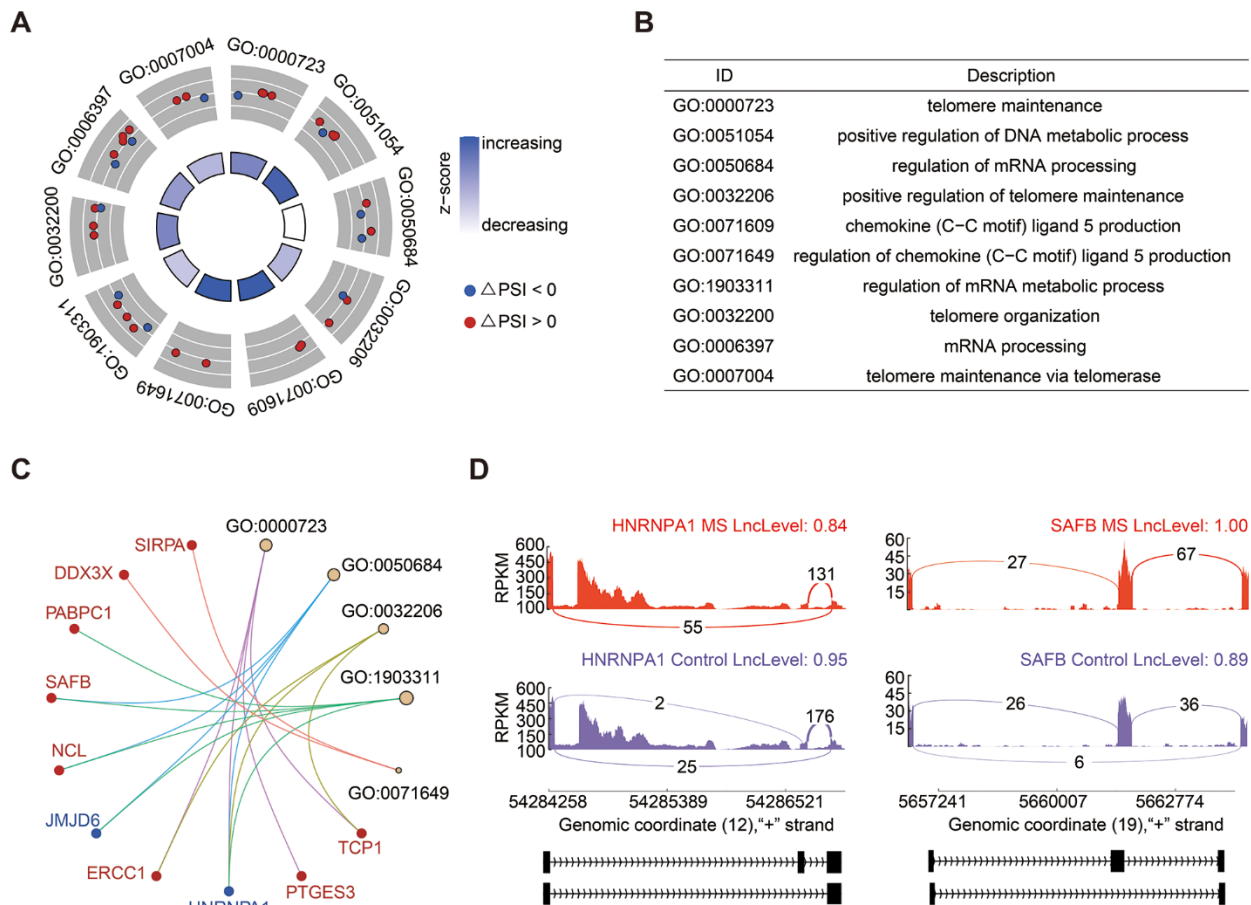 A
GO:0007004
GO:0000723
GO:0006397
GO:0051054
GO:0032200
GO:0050684
GO:1903311
GO:0032206
GO:0071649
GO:0071609
z-score
increasing
decreasing
△PSI < 0
△PSI > 0
B
ID Description
GO:0000723 telomere maintenance
GO:0051054 positive regulation of DNA metabolic process
GO:0050684 regulation of mRNA processing
GO:0032206 positive regulation of telomere maintenance
GO:0071609 chemokine (C−C motif) ligand 5 production
GO:0071649 regulation of chemokine (C−C motif) ligand 5 production
GO:1903311 regulation of mRNA metabolic process
GO:0032200 telomere organization
GO:0006397 mRNA processing
GO:0007004 telomere maintenance via telomerase
C
GO:0000723
SIRPA
GO:0050684
DDX3X
PABPC1
GO:0032206
SAFB
GO:1903311
NCL
GO:0071649
JMJD6
TCP1
ERCC1
PTGES3
HNRNPA1
D
HNRNPA1 MS LncLevel: 0.84
RPKM
600
450
300
200
100
131
55
HNRNPA1 Control LncLevel: 0.95
RPKM
600
450
300
200
100
2
176
25
54284258 54285389 54286521
Genomic coordinate (12),“+” strand
SAFB MS LncLevel: 1.00
60
45
30
15
27
67
SAFB Control LncLevel: 0.89
60
45
30
15
26
36
6
5657241 5660007 5662774
Genomic coordinate (19),“+” strand